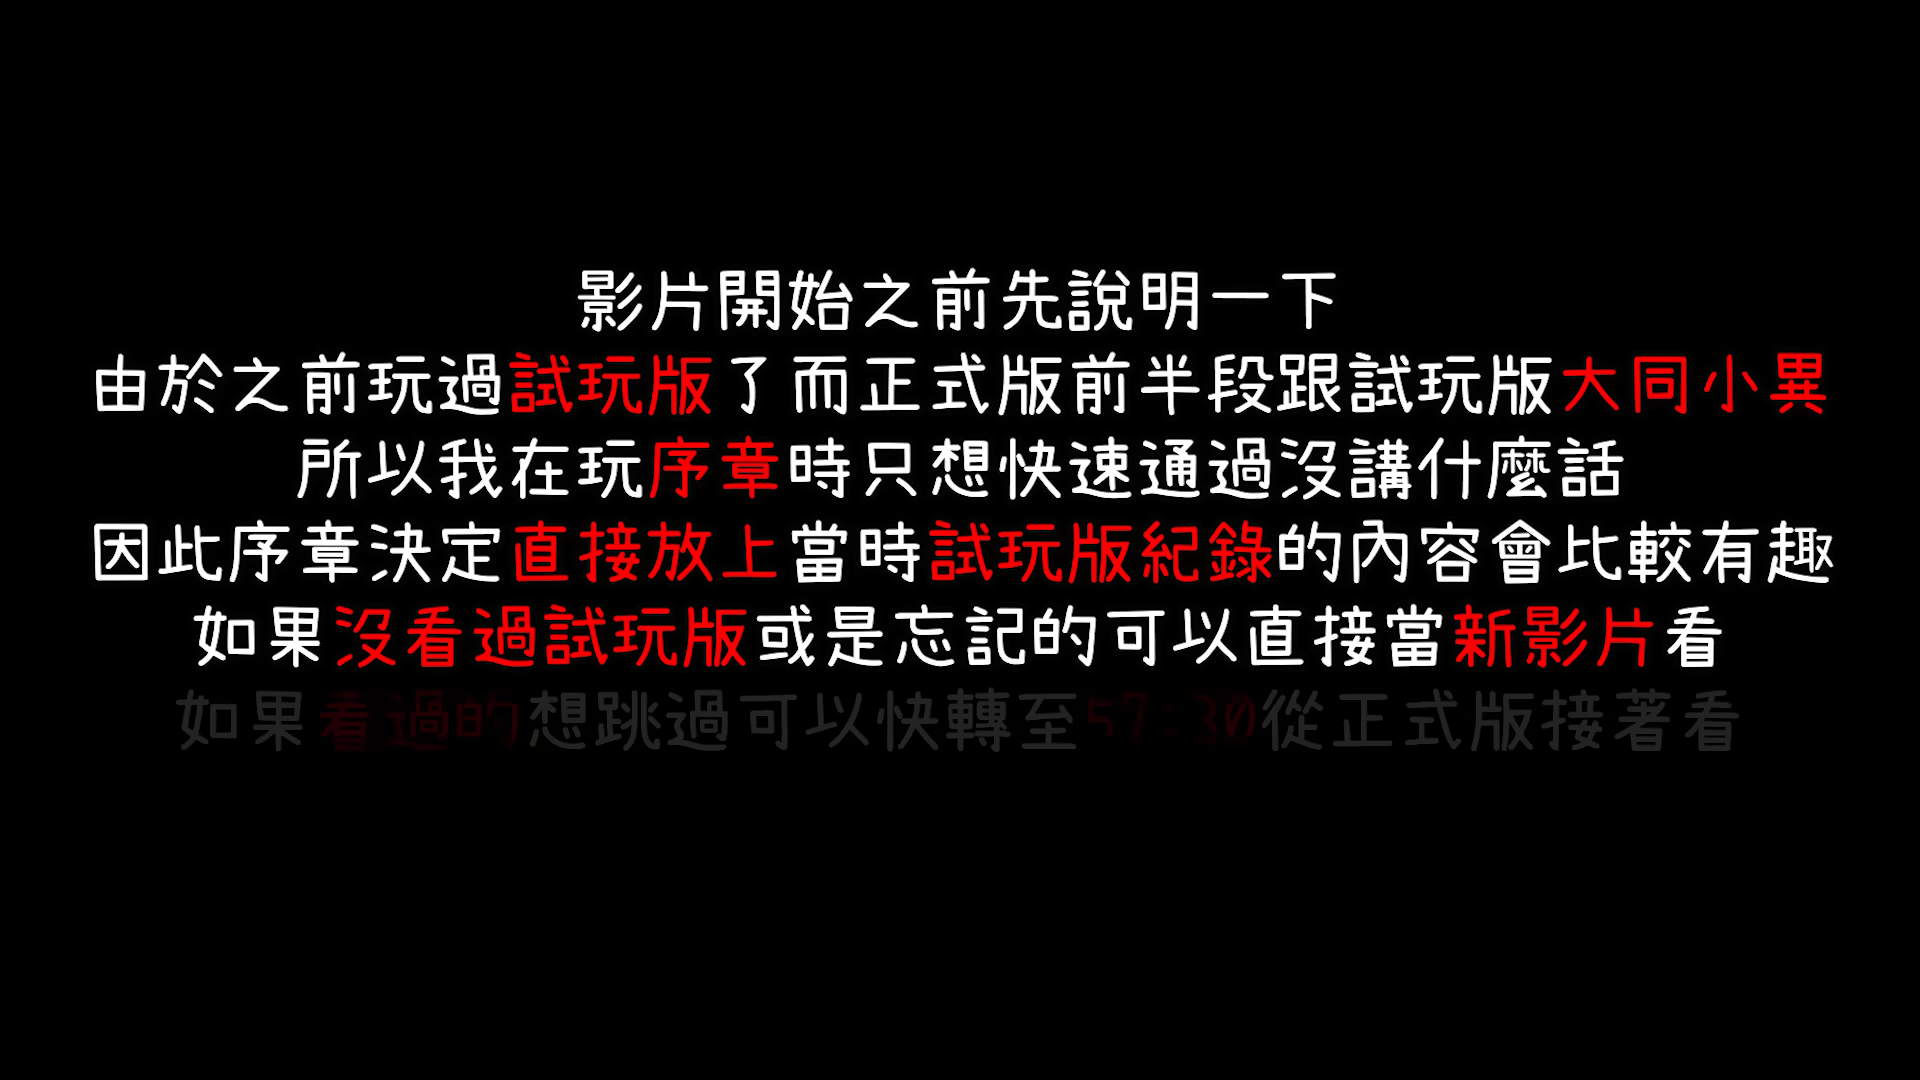 影片開始之前先說明一下
由於之前玩過試玩版了而正式版前半段跟試玩版大同小異
所以我在玩序章時只想快速通過沒講什麼話
因此序章決定直接放上當時試玩版紀錄的內容會比較有趣
如果沒看過試玩版或是忘記的可以直接當新影片看
如果看過的想跳過可以快轉至57:30從正式版接著看